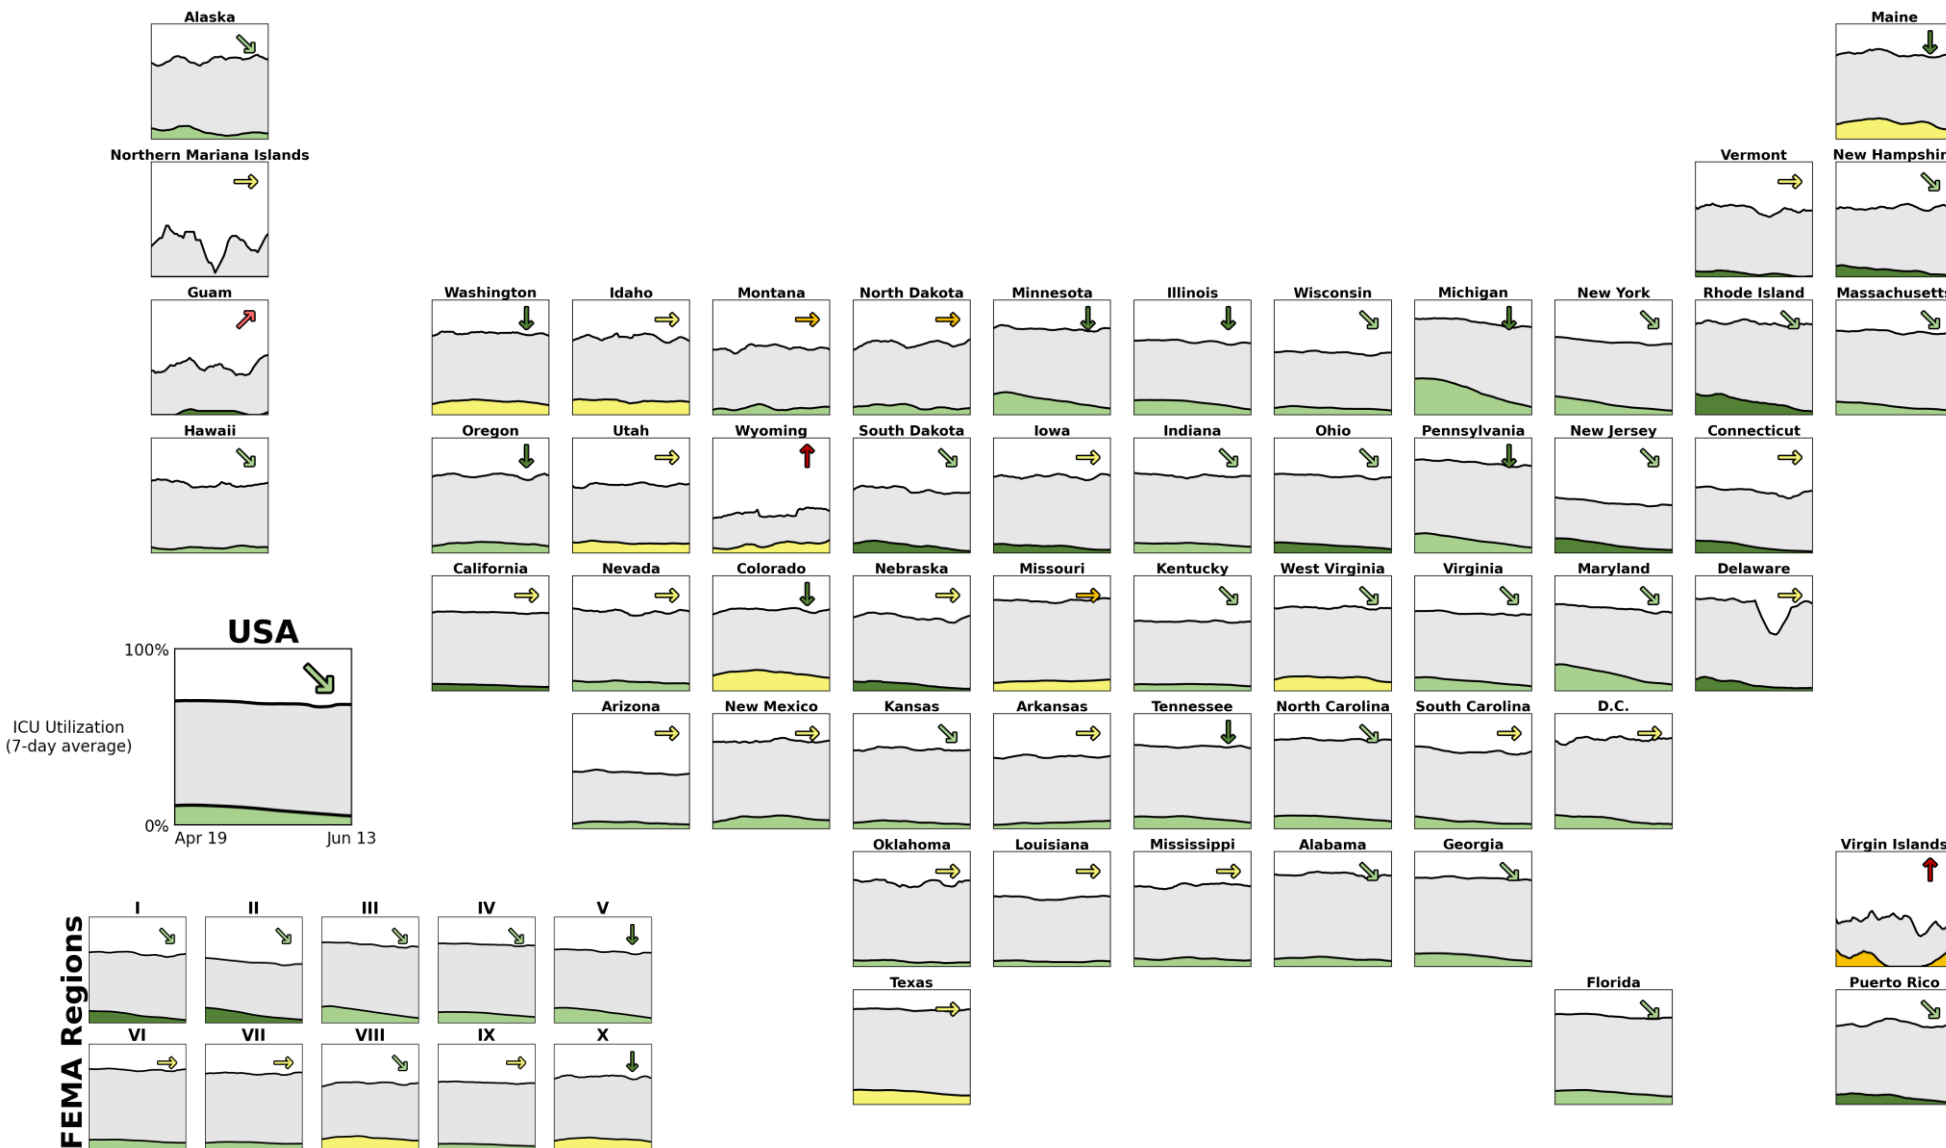 Alaska
Maine
Northern Mariana Islands
Vermont
New Hampshir
Guam
Washington
Idaho
Montana
North Dakota
Minnesota
Illinois
Wisconsin
Michigan
New York
Rhode Island
Massachusetts
Hawaii
Oregon
Utah
Wyoming
South Dakota
Iowa
Indiana
Ohio
Pennsylvania
New Jersey
Connecticut
California
Nevada
Colorado
Nebraska
Missouri
Kentucky
West Virginia
Virginia
Maryland
Delaware
USA
100%
ICU Utilization
(7-day average)
0%
Apr 19
Jun 13
Arizona
New Mexico
Kansas
Arkansas
Tennessee
North Carolina
South Carolina
D.C.
Oklahoma
Louisiana
Mississippi
Alabama
Georgia
Virgin Islands
Texas
Florida
Puerto Rico
FEMA Regions
I
II
III
IV
V
VI
VII
VIII
IX
X